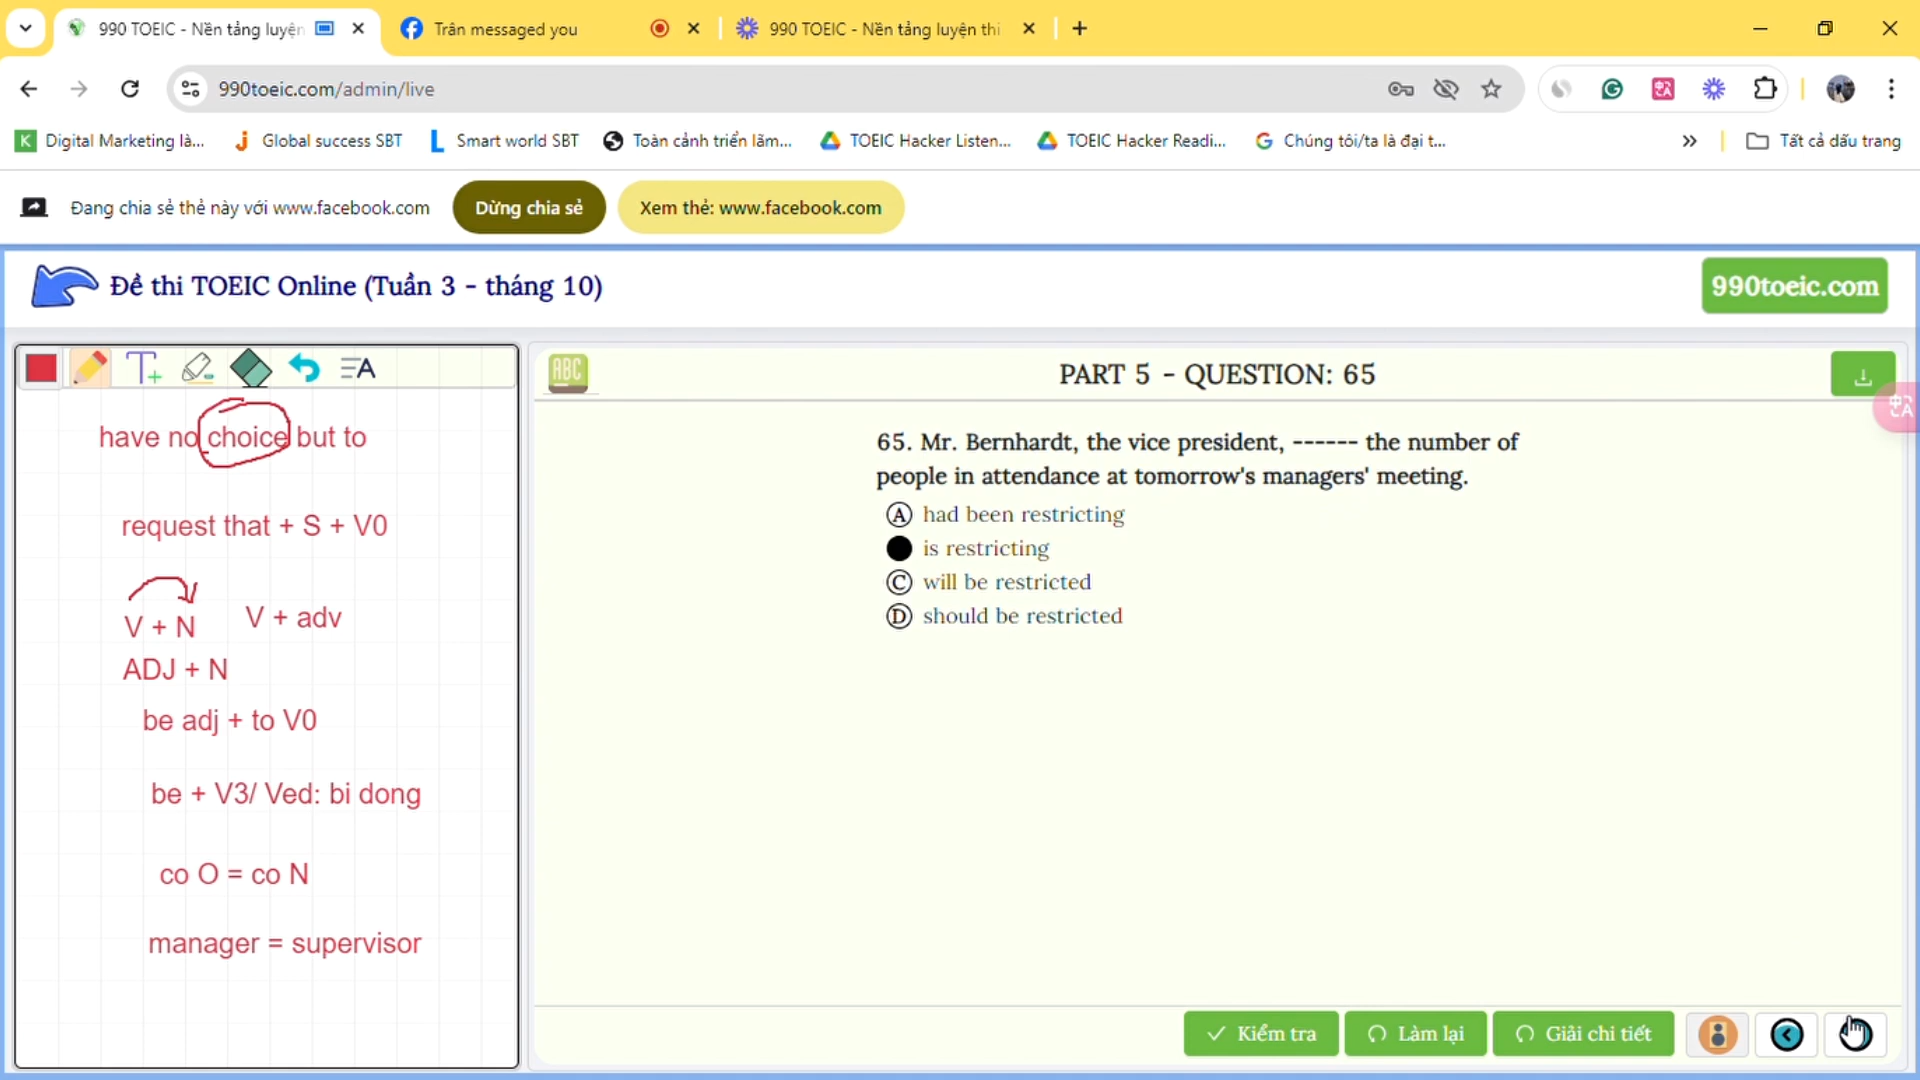 990 TOEIC - Nền tảng luyện
Trân messaged you
990 TOEIC - Nền tảng luyện thi
990toeic.com/admin/live
Digital Marketing là...
Global success SBT
Smart world SBT
Toàn cảnh triển lãm...
TOEIC Hacker Listen...
TOEIC Hacker Readi...
Chúng tôi/ta là đại t...
Tất cả dấu trang
Đang chia sẻ thẻ này với www.facebook.com
Dừng chia sẻ
Xem thẻ: www.facebook.com
Đề thi TOEIC Online (Tuần 3 - tháng 10)
990toeic.com
ABC
PART 5 - QUESTION: 65
have no choice but to
request that + S + V0
V + N
V + adv
ADJ + N
be adj + to V0
be + V3/ Ved: bi dong
co O = co N
manager = supervisor
65. Mr. Bernhardt, the vice president, ------ the number of
people in attendance at tomorrow's managers' meeting.
A had been restricting
is restricting
C will be restricted
D should be restricted
Kiểm tra
Làm lại
Giải chi tiết